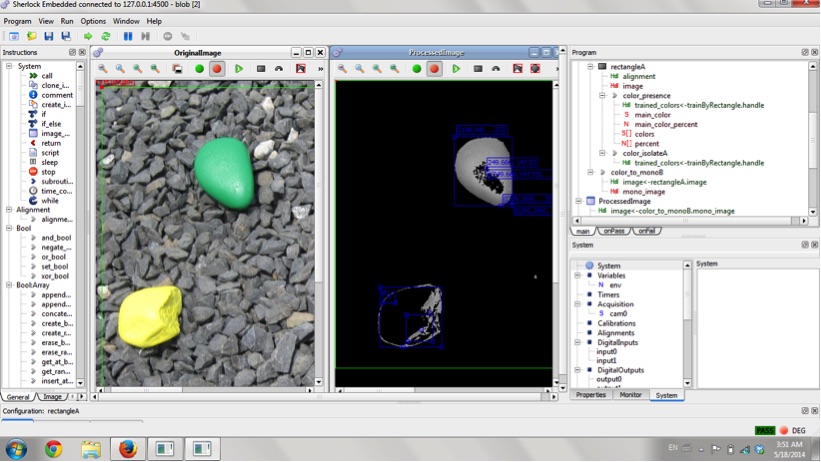 Sherlock Embedded connected to 127.0.0.1:4500 - blob [2]
Program View Options Window Help
Instructions
System
call
clone_i...
comment
create_i...
if
if_else
image_...
return
script
sleep
stop
subrouti...
time_co...
while
Alignment
alignme...
Bool
and_bool
negate_...
or_bool
set_bool
xor_bool
Bool:Array
append...
append...
concate...
create_b...
create_r...
erase_b...
erase_ra...
get_at_b...
get_ran...
insert_at...
General Image
OriginalImage
ProcessedImage
Program
rectangleA
alignment
image
color_presence
trained_colors<-trainByRectangle.handle
main_color
main_color_percent
colors
percent
color_isolateA
trained_colors<-trainByRectangle.handle
color_to_monoB
image<-rectangleA.image
mono_image
ProcessedImage
image<-color_to_monoB.mono_image
main onPass onFail
System
System
Variables
N env
Timers
Acquisition
S cam0
Calibrations
Alignments
DigitalInputs
input0
input1
DigitalOutputs
output0
System
Properties Monitor System
Configuration: rectangleA
PASS DEG
EN
3:51 AM
5/18/2014